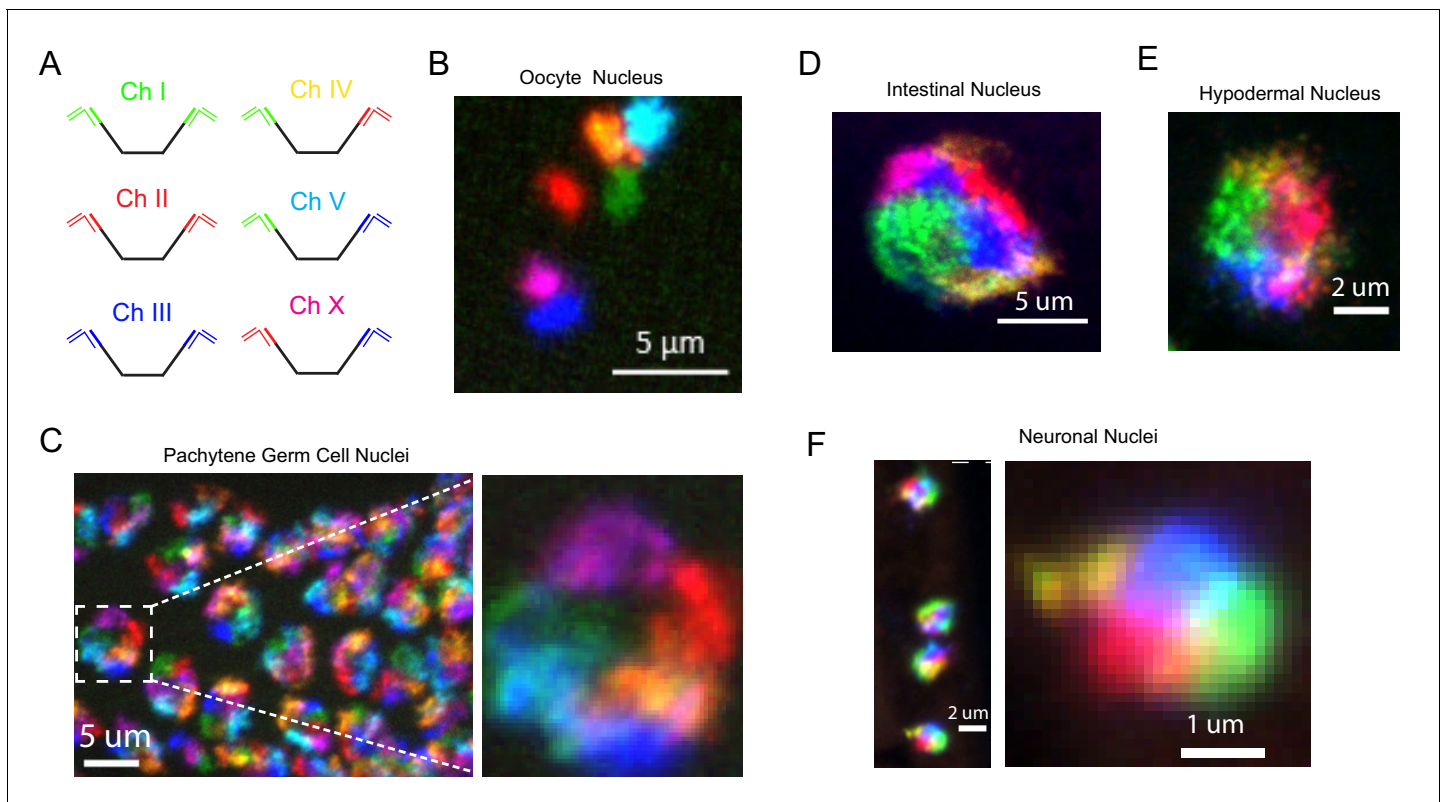 A
Ch I
Ch IV
Ch II
Ch V
Ch III
Ch X
B
Oocyte Nucleus
5 µm
C
Pachytene Germ Cell Nuclei
5 um
D
Intestinal Nucleus
5 um
E
Hypodermal Nucleus
2 um
F
Neuronal Nuclei
2 um
1 um